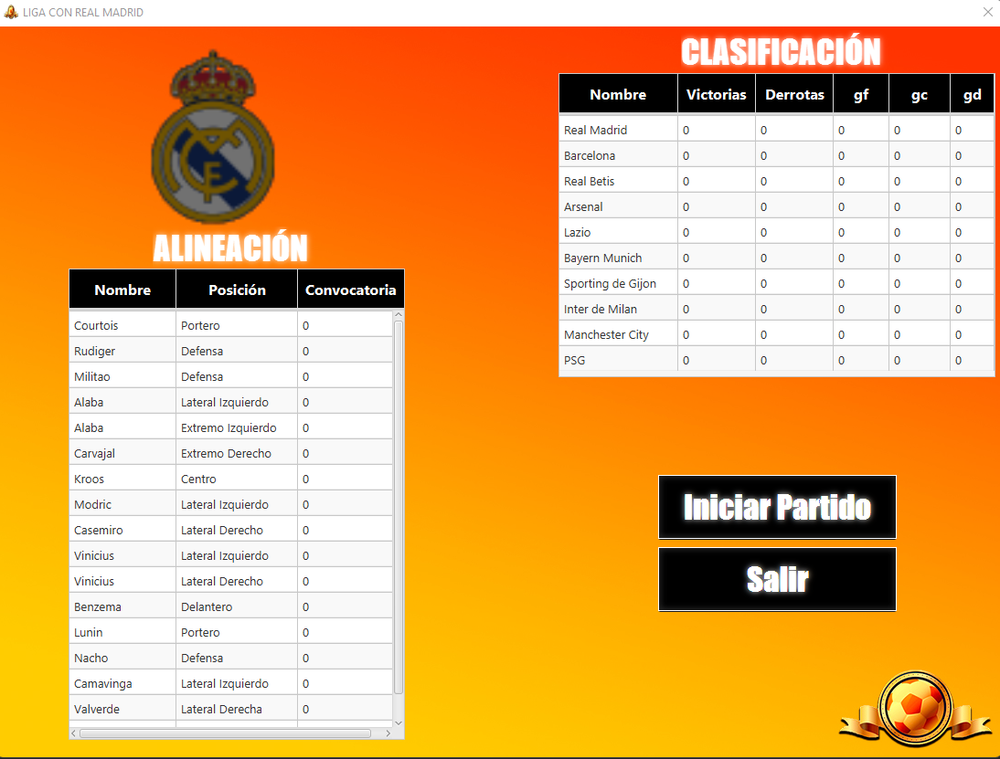 LIGA CON REAL MADRID
CLASIFICACIÓN
Nombre Victorias Derrotas gf gc gd
Real Madrid 0 0 0 0 0
Barcelona 0 0 0 0 0
Real Betis 0 0 0 0 0
Arsenal 0 0 0 0 0
Lazio 0 0 0 0 0
Bayern Munich 0 0 0 0 0
Sporting de Gijon 0 0 0 0 0
Inter de Milan 0 0 0 0 0
Manchester City 0 0 0 0 0
PSG 0 0 0 0 0
ALINEACIÓN
Nombre Posición Convocatoria
Courtois Portero 0
Rudiger Defensa 0
Militao Defensa 0
Alaba Lateral Izquierdo 0
Alaba Extremo Izquierdo 0
Carvajal Extremo Derecho 0
Kroos Centro 0
Modric Lateral Izquierdo 0
Casemiro Lateral Derecho 0
Vinicius Lateral Izquierdo 0
Vinicius Lateral Derecho 0
Benzema Delantero 0
Lunin Portero 0
Nacho Defensa 0
Camavinga Lateral Izquierdo 0
Valverde Lateral Derecha 0
Iniciar Partido
Salir